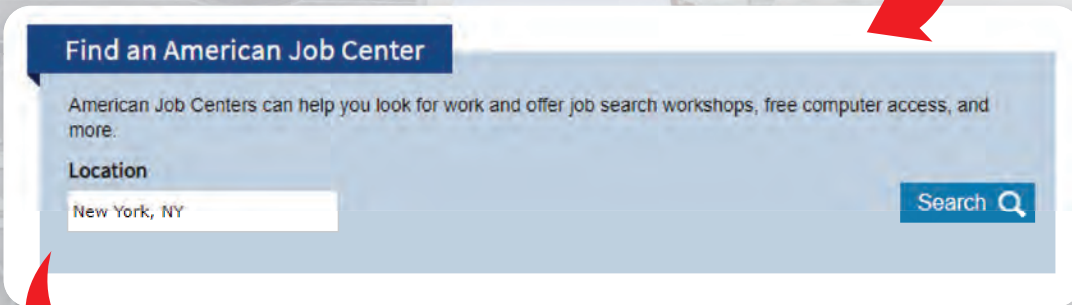 Find an American Job Center
American Job Centers can help you look for work and offer job search workshops, free computer access, and
more.
Location
New York, NY
Search